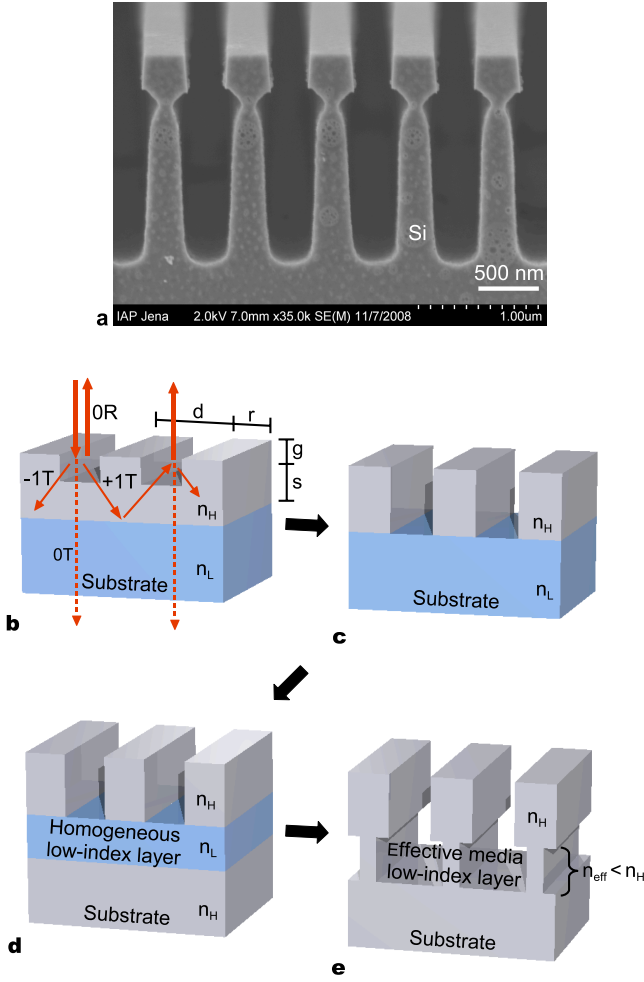 Si
500 nm
a
IAP Jena 2.0kV 7.0mm x35.0k SE(M) 11/7/2008 1.00um
0R
d
r
g
s
-1T
+1T
nH
0T
nL
Substrate
b
nH
nL
Substrate
c
nH
Homogeneous
low-index layer
nL
Substrate
nH
d
nH
Effective media
low-index layer
neff < nH
Substrate
e